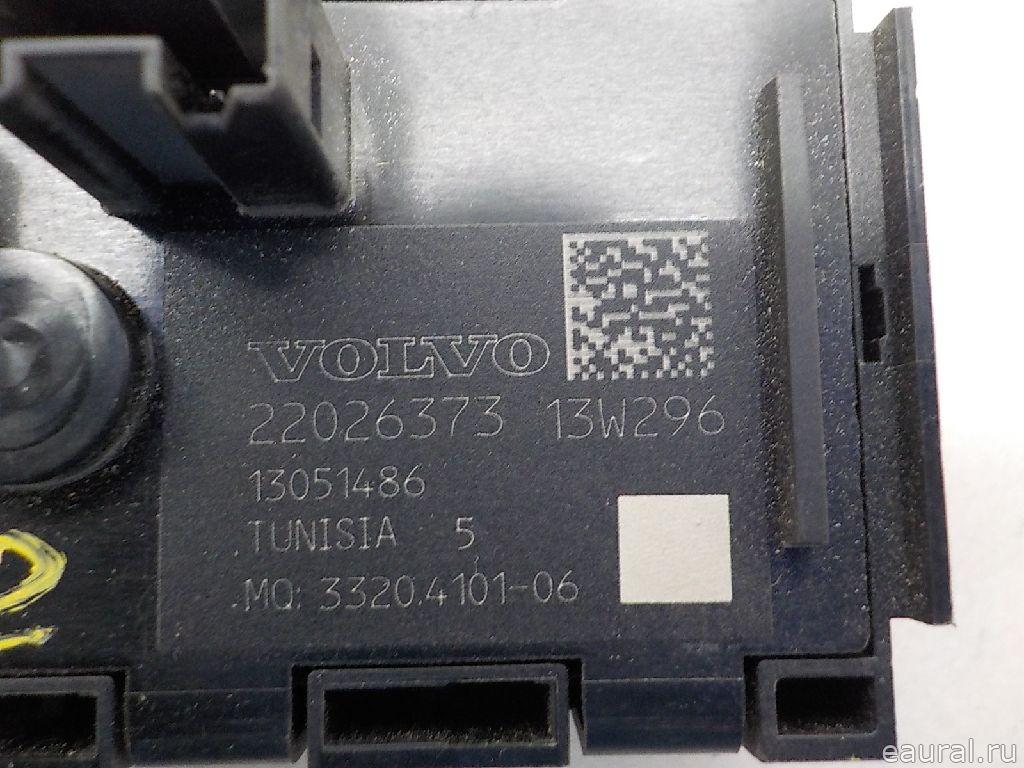 VOLVO
22026373 13W296
13051486
TUNISIA 5
MQ: 3320.4101-06
eaural.ru